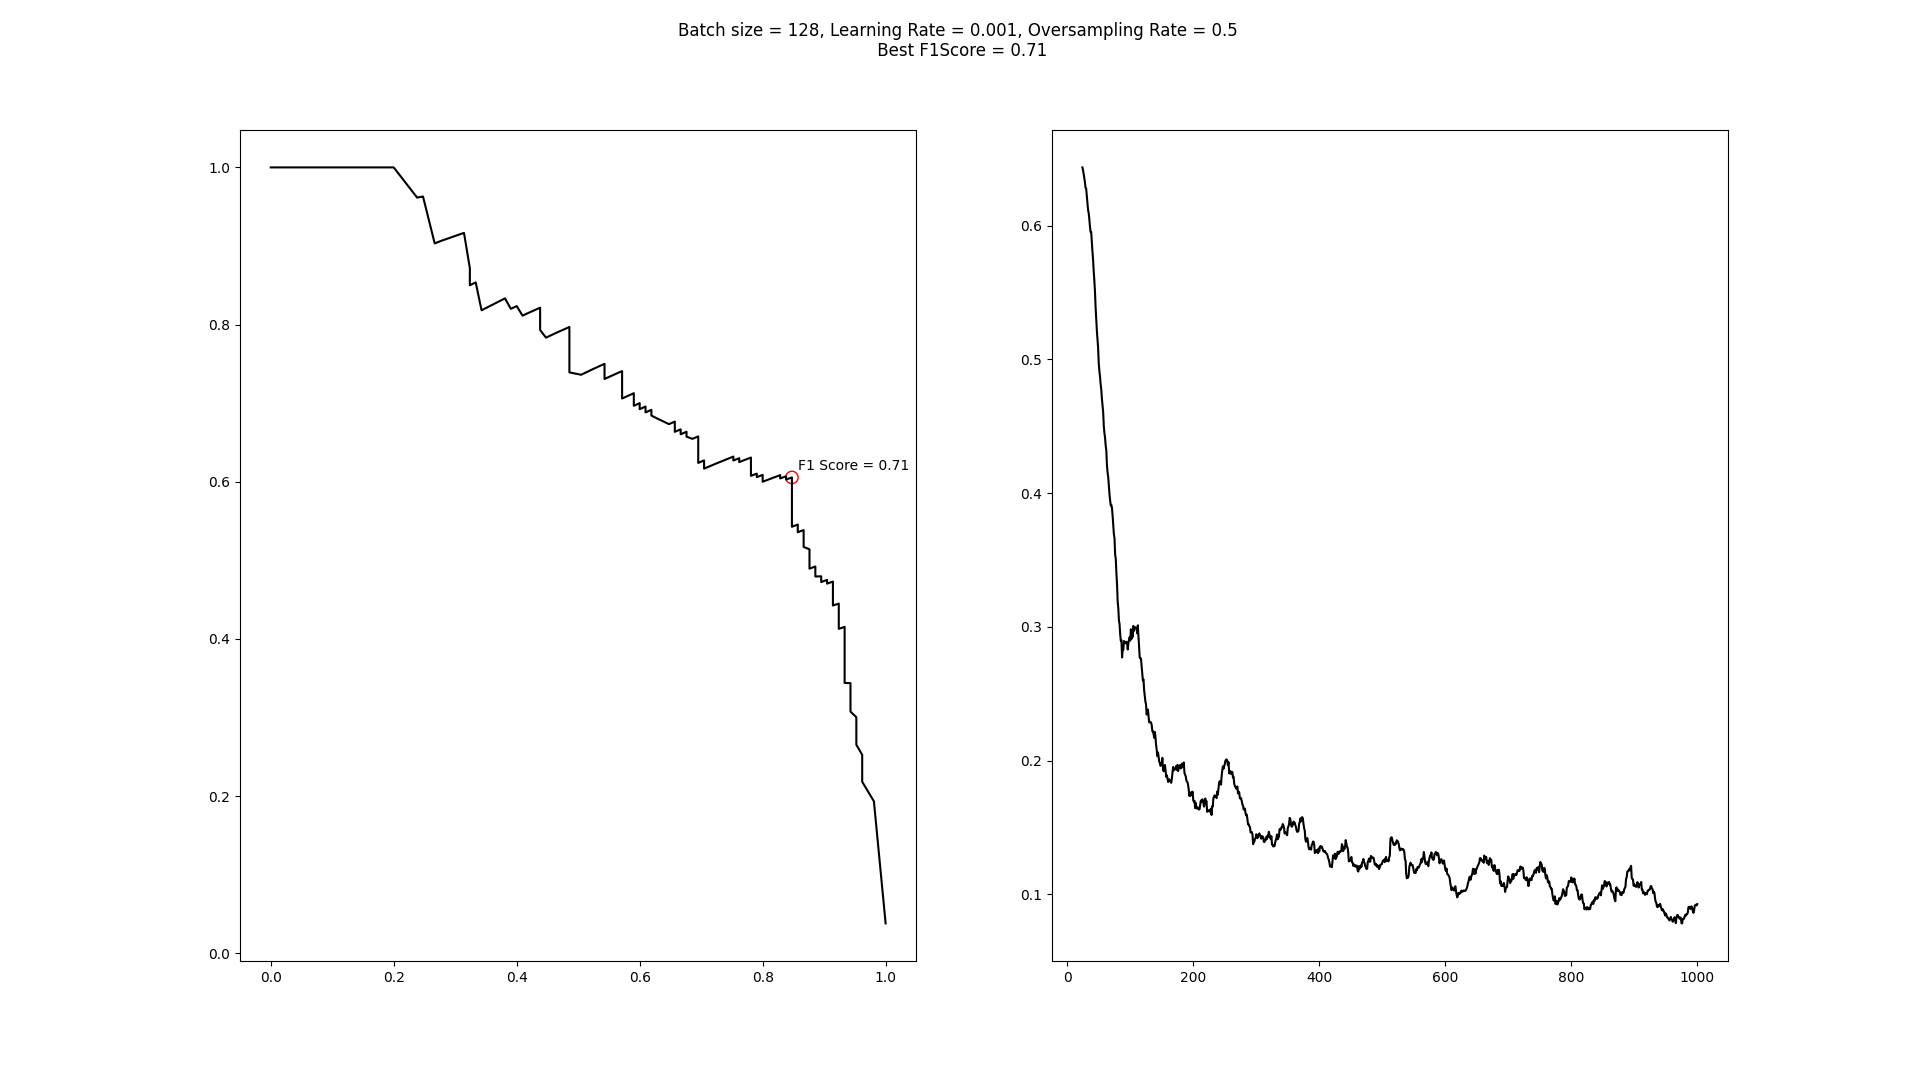 Batch size = 128, Learning Rate = 0.001, Oversampling Rate = 0.5
Best F1Score = 0.71
1.0
0.8
0.6
0.4
0.2
0.0
F1 Score = 0.71
0.0 0.2 0.4 0.6 0.8 1.0
0.6
0.5
0.4
0.3
0.2
0.1
0 200 400 600 800 1000